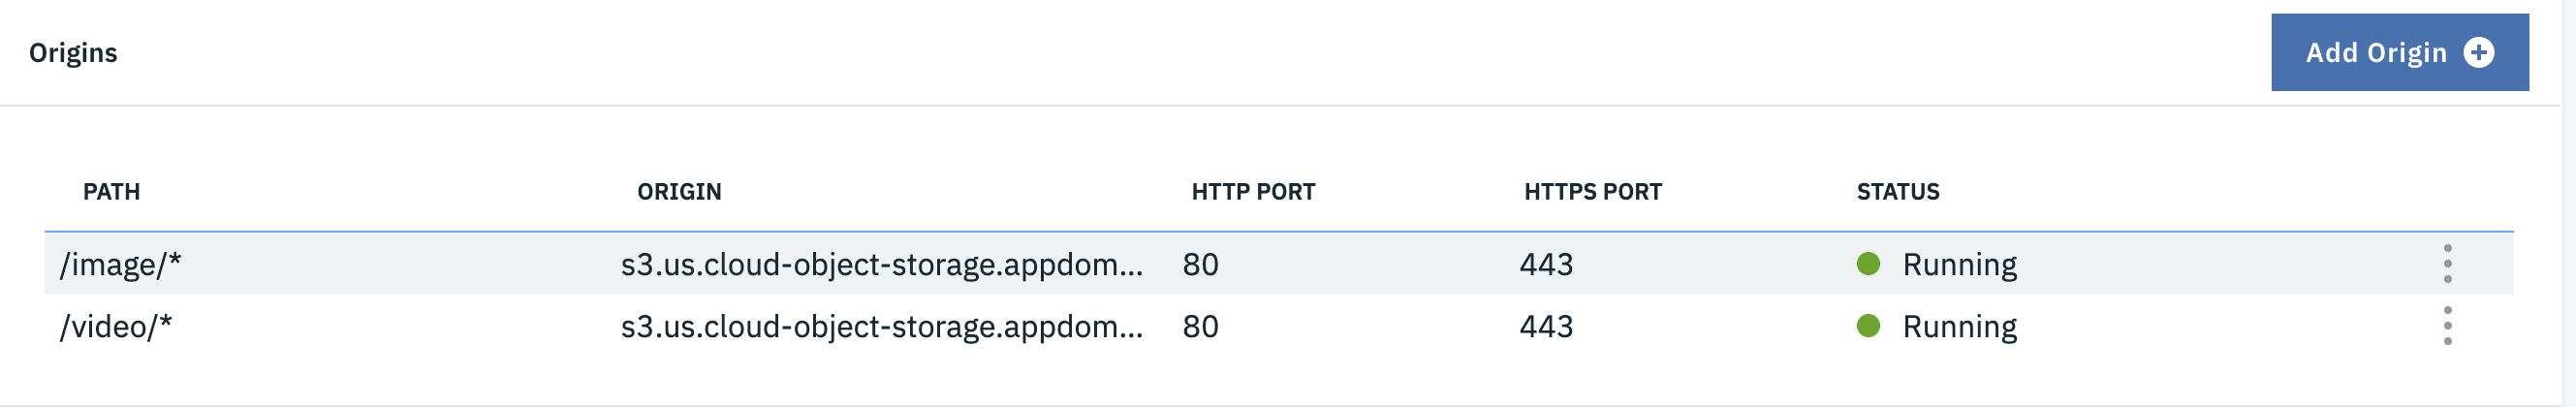 Origins
Add Origin
PATH ORIGIN HTTP PORT HTTPS PORT STATUS
/image/* s3.us.cloud-object-storage.appdom... 80 443 Running
/video/* s3.us.cloud-object-storage.appdom... 80 443 Running